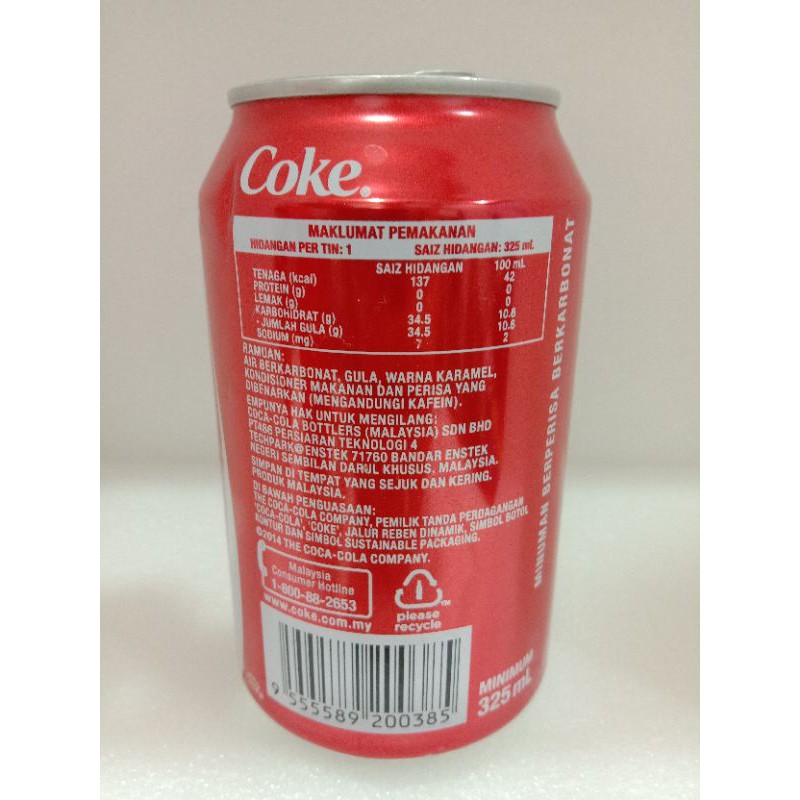 Coke®
MAKLUMAT PEMAKANAN
HIDANGAN PER TIN: 1 SAIZ HIDANGAN: 325 mL
SAIZ HIDANGAN 100 mL
TENAGA (kcal) 137 42
PROTEIN (g) 0 0
LEMAK (g) 0 0
KARBOHIDRAT (g) 34.5 10.6
- JUMLAH GULA (g) 34.5 10.6
SODIUM (mg) 7 2
RAMUAN:
AIR BERKARBONAT, GULA, WARNA KARAMEL,
KONDISIONER MAKANAN DAN PERISA YANG
DIBENARKAN (MENGANDUNGI KAFEIN).
EMPUNYA HAK UNTUK MENGILANG:
COCA-COLA BOTTLERS (MALAYSIA) SDN BHD
PT486 PERSIARAN TEKNOLOGI 4
TECHPARK@ENSTEK 71760 BANDAR ENSTEK
NEGERI SEMBILAN DARUL KHUSUS. MALAYSIA.
SIMPAN DI TEMPAT YANG SEJUK DAN KERING.
PRODUK MALAYSIA.
DI BAWAH PENGUASAAN:
THE COCA-COLA COMPANY, PEMILIK TANDA PERDAGANGAN
'COCA-COLA', 'COKE', JALUR REBEN DINAMIK, SIMBOL BOTOL
KONTUR DAN SIMBOL SUSTAINABLE PACKAGING.
©2014 THE COCA-COLA COMPANY.
Malaysia
Consumer Hotline
1-800-88-2653
www.coke.com.my
please
recycle
TM
9 555589 200385
MINUMAN BERPERISA BERKARBONAT
MINIMUM
325 mL